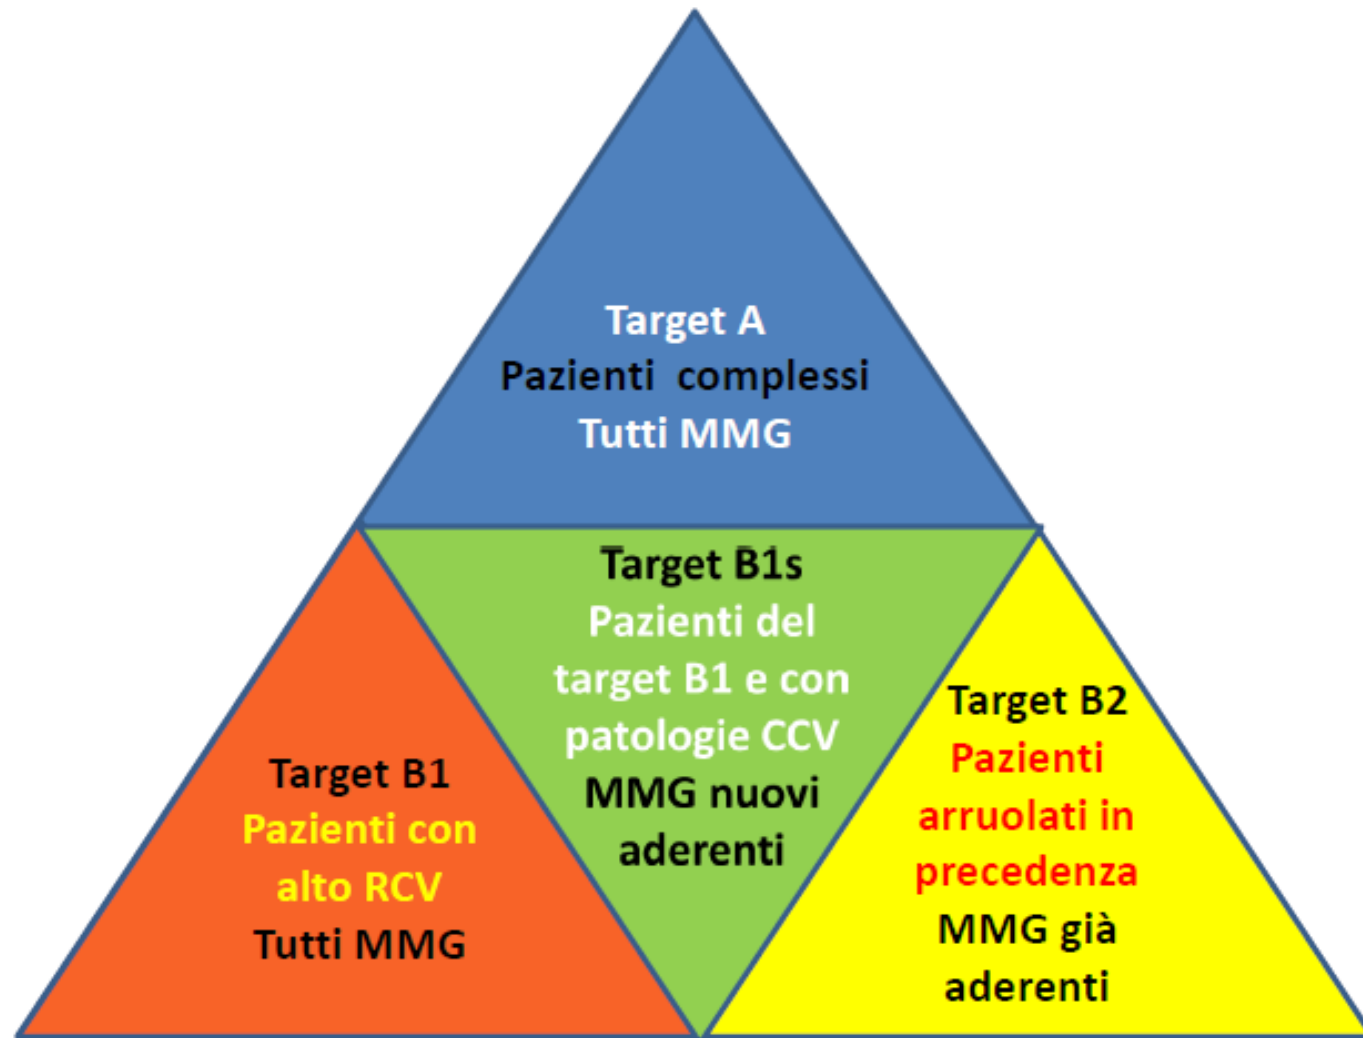 Target A
Pazienti complessi
Tutti MMG
Target B1s
Pazienti del
target B1 e con
patologie CCV
MMG nuovi
aderenti
Target B1
Pazienti con
alto RCV
Tutti MMG
Target B2
Pazienti
arruolati in
precedenza
MMG già
aderenti